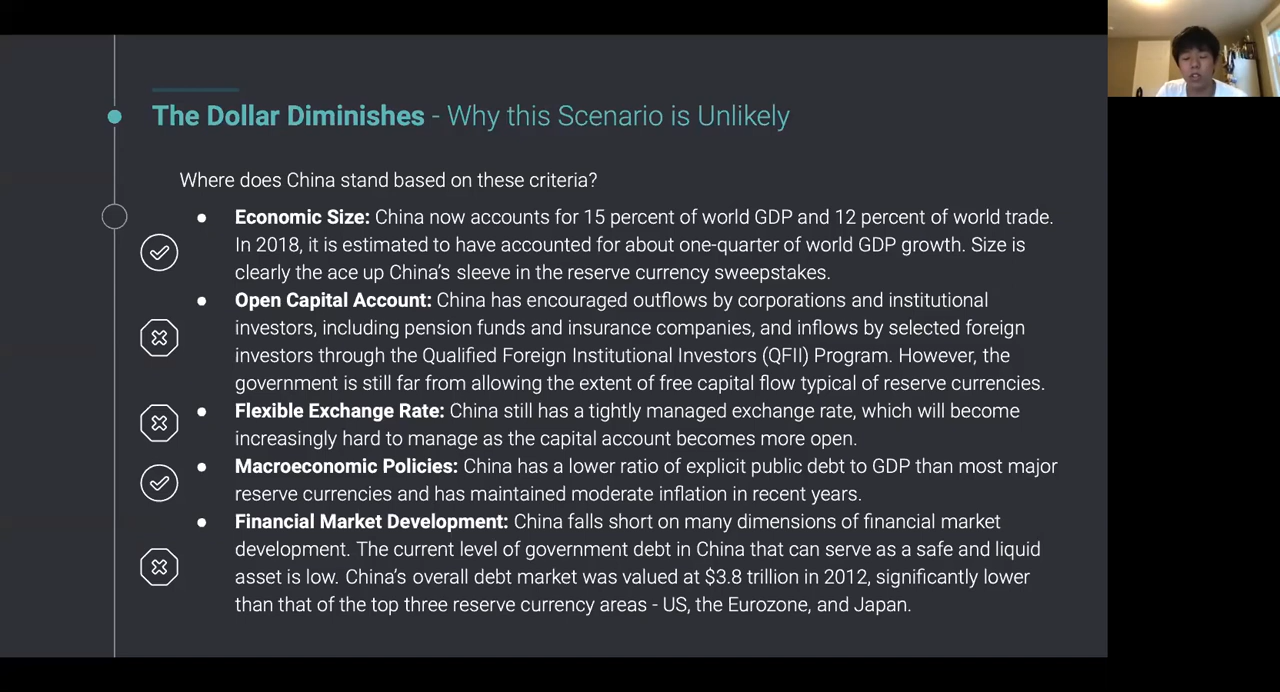 The Dollar Diminishes - Why this Scenario is Unlikely
Where does China stand based on these criteria?
● Economic Size: China now accounts for 15 percent of world GDP and 12 percent of world trade.
In 2018, it is estimated to have accounted for about one-quarter of world GDP growth. Size is
clearly the ace up China’s sleeve in the reserve currency sweepstakes.
● Open Capital Account: China has encouraged outflows by corporations and institutional
investors, including pension funds and insurance companies, and inflows by selected foreign
investors through the Qualified Foreign Institutional Investors (QFII) Program. However, the
government is still far from allowing the extent of free capital flow typical of reserve currencies.
● Flexible Exchange Rate: China still has a tightly managed exchange rate, which will become
increasingly hard to manage as the capital account becomes more open.
● Macroeconomic Policies: China has a lower ratio of explicit public debt to GDP than most major
reserve currencies and has maintained moderate inflation in recent years.
● Financial Market Development: China falls short on many dimensions of financial market
development. The current level of government debt in China that can serve as a safe and liquid
asset is low. China’s overall debt market was valued at $3.8 trillion in 2012, significantly lower
than that of the top three reserve currency areas - US, the Eurozone, and Japan.